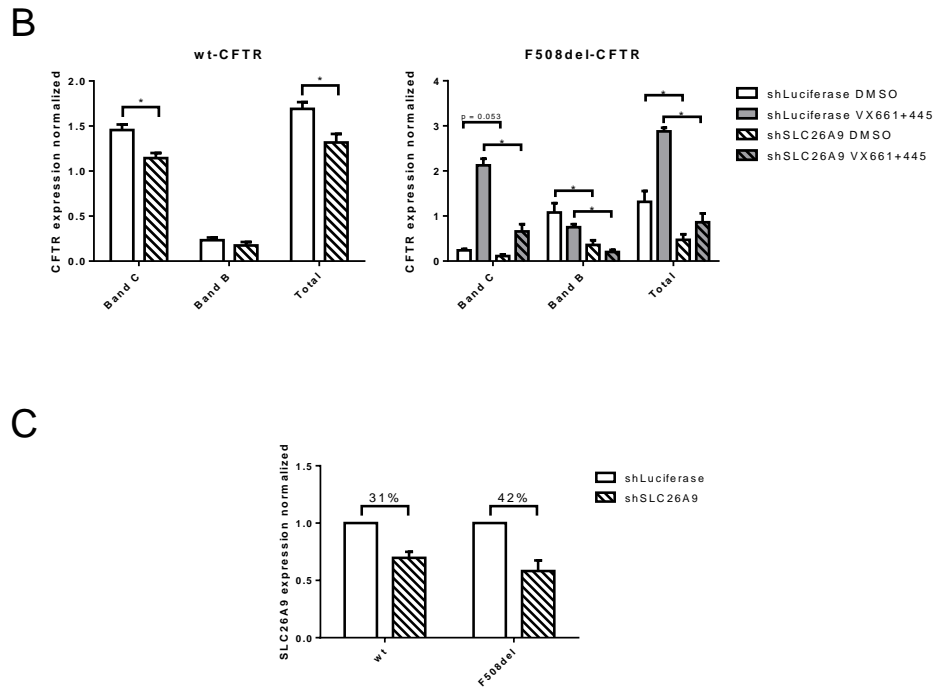 B
wt-CFTR
CFTR expression normalized
2.0
1.5
1.0
0.5
0.0
*
*
Band C
Band B
Total
F508del-CFTR
CFTR expression normalized
4
3
2
1
0
p = 0.053
*
*
*
*
*
Band C
Band B
Total
shLuciferase DMSO
shLuciferase VX661+445
shSLC26A9 DMSO
shSLC26A9 VX661+445
C
SLC26A9 expression normalized
1.5
1.0
0.5
0.0
31%
42%
wt
F508del
shLuciferase
shSLC26A9